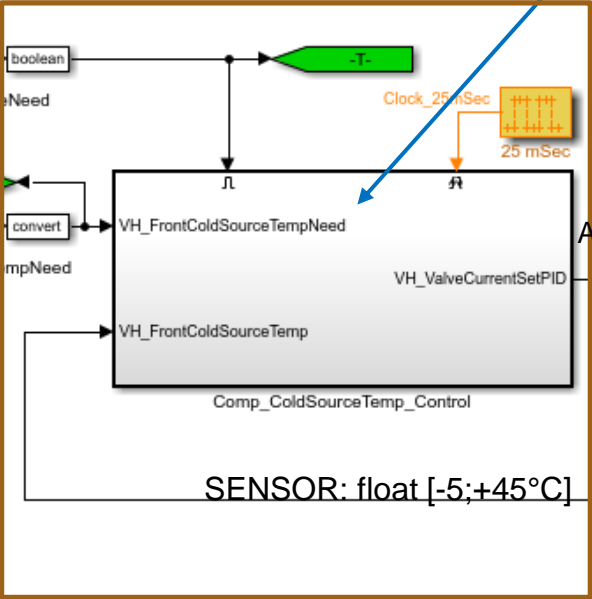 boolean
-T-
eNeed
Clock_25mSec
25 mSec
convert
VH_FrontColdSourceTempNeed
A
mpNeed
VH_ValveCurrentSetPID
VH_FrontColdSourceTemp
Comp_ColdSourceTemp_Control
SENSOR: float [-5;+45°C]